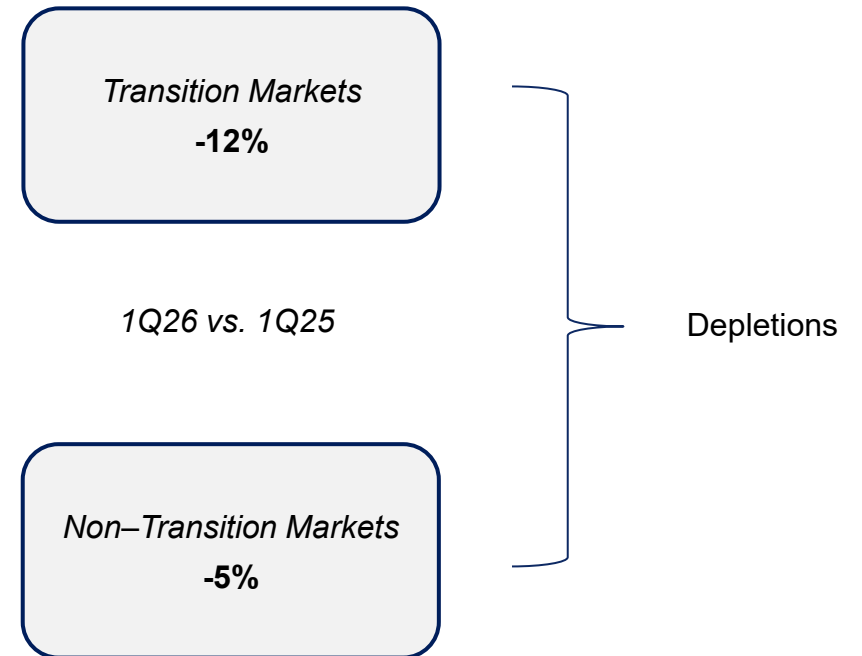 Transition Markets
-12%
1Q26 vs. 1Q25
Depletions
Non–Transition Markets
-5%